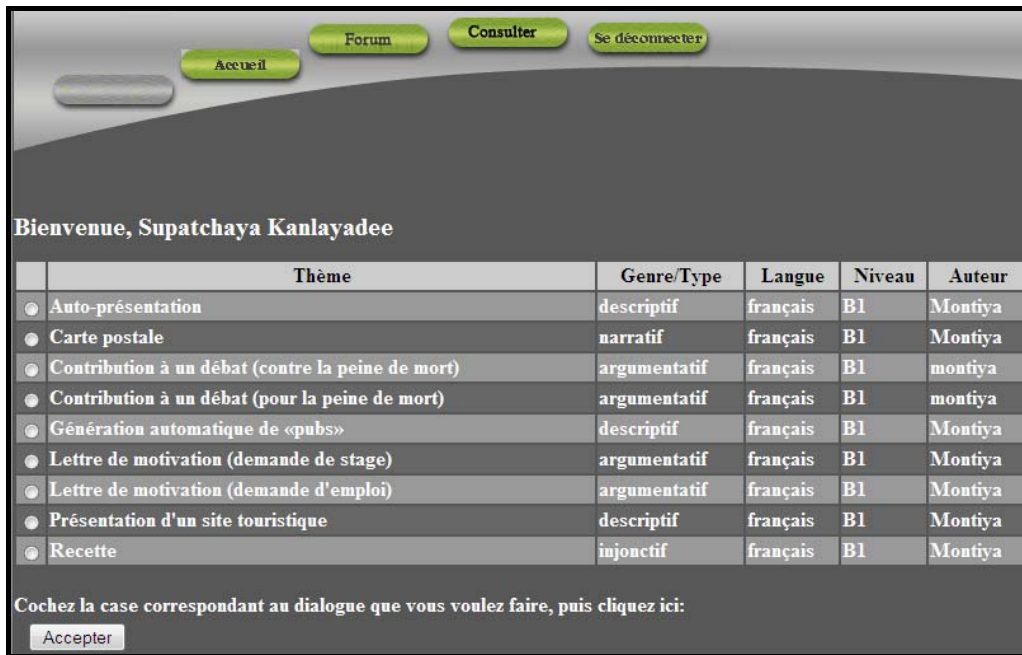 Accueil
Forum
Consulter
Se déconnecter
Bienvenue, Supatchaya Kanlayadee
Thème Genre/Type Langue Niveau Auteur
Auto-présentation descriptif français B1 Montiya
Carte postale narratif français B1 Montiya
Contribution à un débat (contre la peine de mort) argumentatif français B1 montiya
Contribution à un débat (pour la peine de mort) argumentatif français B1 montiya
Génération automatique de «pubs» descriptif français B1 Montiya
Lettre de motivation (demande de stage) argumentatif français B1 Montiya
Lettre de motivation (demande d'emploi) argumentatif français B1 Montiya
Présentation d'un site touristique descriptif français B1 Montiya
Recette injonctif français B1 Montiya
Cochez la case correspondant au dialogue que vous voulez faire, puis cliquez ici:
Accepter